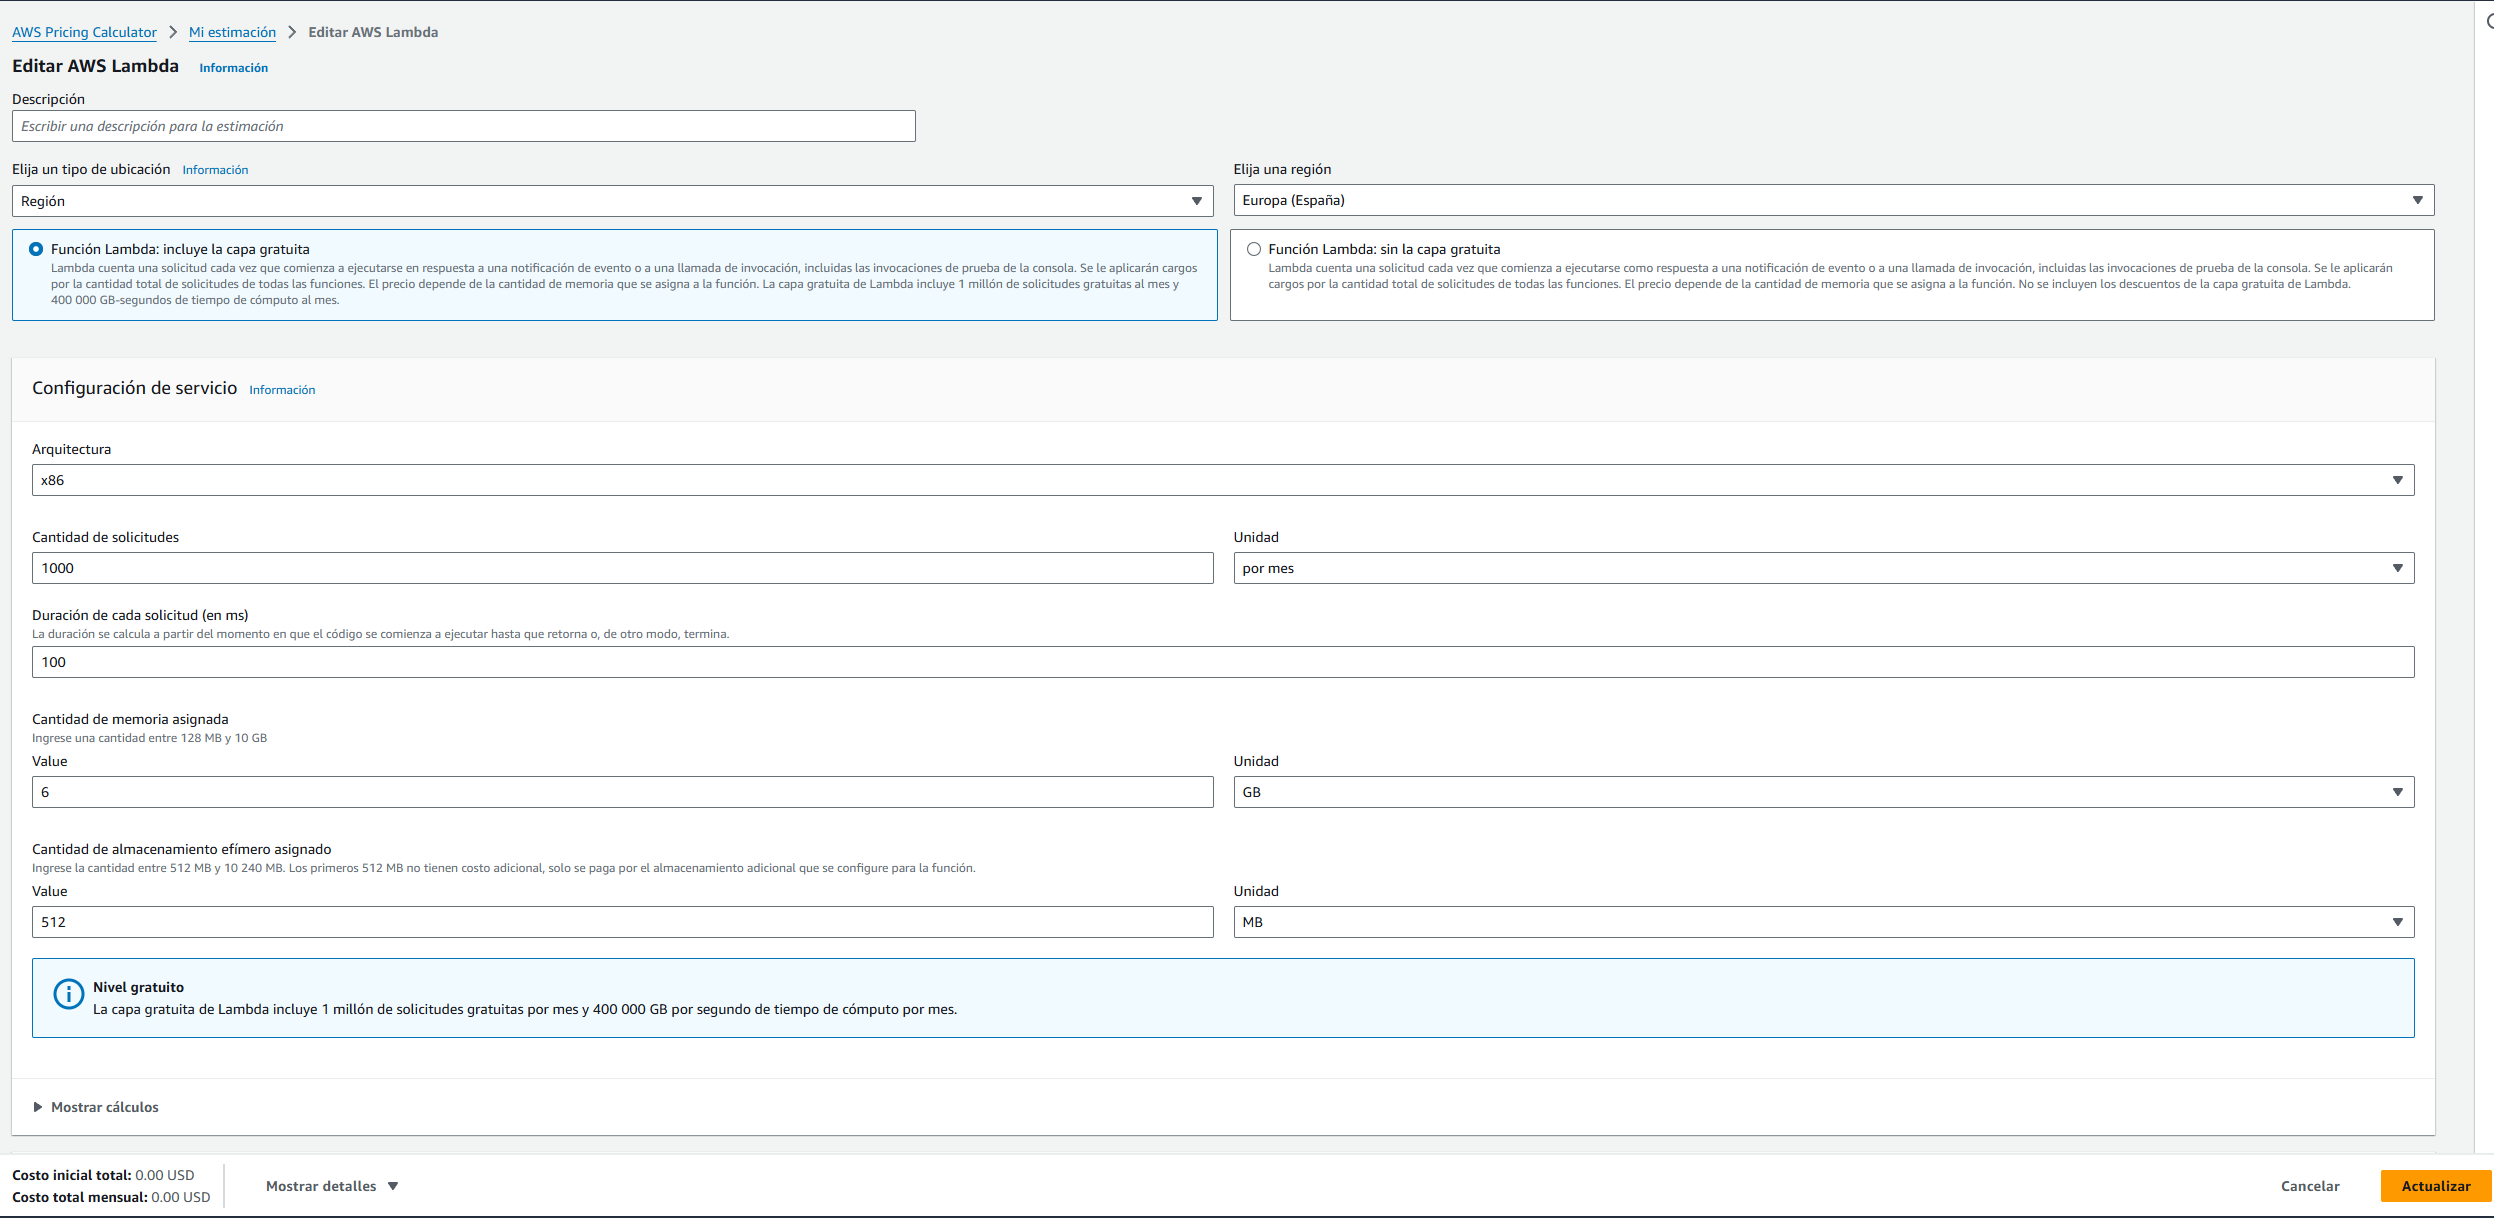 AWS Pricing Calculator > Mi estimación > Editar AWS Lambda
Editar AWS Lambda Información
Descripción
Escribir una descripción para la estimación
Elija un tipo de ubicación Información
Región
Elija una región
Europa (España)
Función Lambda: incluye la capa gratuita
Lambda cuenta una solicitud cada vez que comienza a ejecutarse en respuesta a una notificación de evento o a una llamada de invocación, incluidas las invocaciones de prueba de la consola. Se le aplicarán cargos
por la cantidad total de solicitudes de todas las funciones. El precio depende de la cantidad de memoria que se asigna a la función. La capa gratuita de Lambda incluye 1 millón de solicitudes gratuitas al mes y
400 000 GB-segundos de tiempo de cómputo al mes.
Función Lambda: sin la capa gratuita
Lambda cuenta una solicitud cada vez que comienza a ejecutarse como respuesta a una notificación de evento o a una llamada de invocación, incluidas las invocaciones de prueba de la consola. Se le aplicarán
cargos por la cantidad total de solicitudes de todas las funciones. El precio depende de la cantidad de memoria que se asigna a la función. No se incluyen los descuentos de la capa gratuita de Lambda.
Configuración de servicio Información
Arquitectura
x86
Cantidad de solicitudes
1000
Unidad
por mes
Duración de cada solicitud (en ms)
La duración se calcula a partir del momento en que el código se comienza a ejecutar hasta que retorna o, de otro modo, termina.
100
Cantidad de memoria asignada
Ingrese una cantidad entre 128 MB y 10 GB
Value
6
Unidad
GB
Cantidad de almacenamiento efímero asignado
Ingrese la cantidad entre 512 MB y 10 240 MB. Los primeros 512 MB no tienen costo adicional, solo se paga por el almacenamiento adicional que se configure para la función.
Value
512
Unidad
MB
Nivel gratuito
La capa gratuita de Lambda incluye 1 millón de solicitudes gratuitas por mes y 400 000 GB por segundo de tiempo de cómputo por mes.
Mostrar cálculos
Costo inicial total: 0.00 USD
Costo total mensual: 0.00 USD
Mostrar detalles
Cancelar
Actualizar